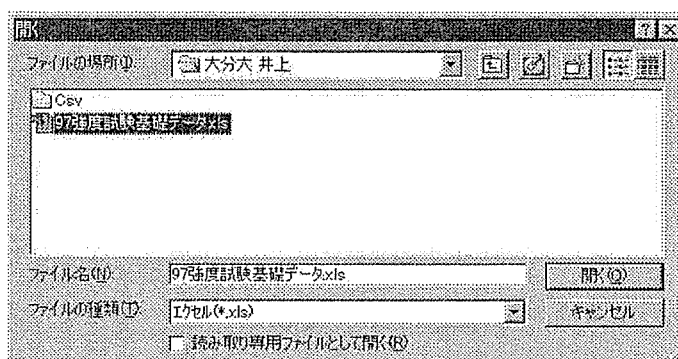 開く
ファイルの場所(I): 大分大 井上
Csv
97強度試験基礎データ.xls
ファイル名(N): 97強度試験基礎データ.xls 開く(O)
ファイルの種類(T): エクセル(*.xls) キャンセル
読み取り専用ファイルとして開く(R)